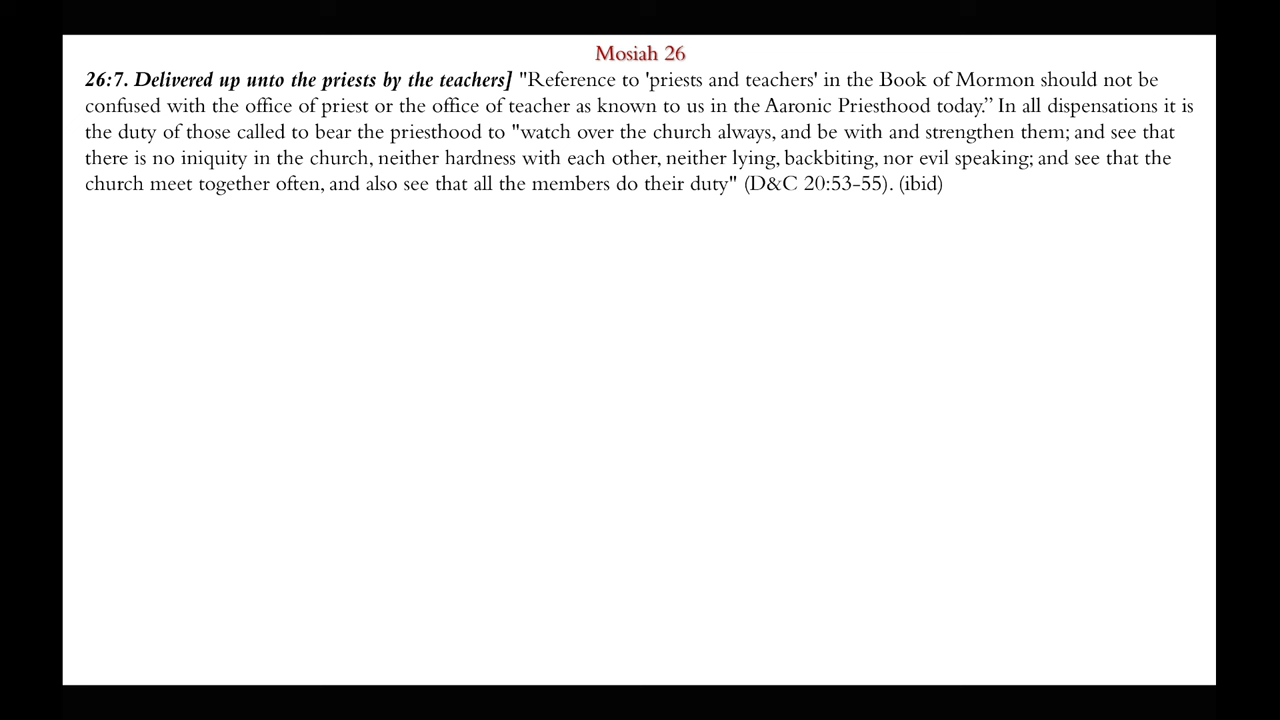 Mosiah 26
26:7. Delivered up unto the priests by the teachers] "Reference to 'priests and teachers' in the Book of Mormon should not be
confused with the office of priest or the office of teacher as known to us in the Aaronic Priesthood today.” In all dispensations it is
the duty of those called to bear the priesthood to "watch over the church always, and be with and strengthen them; and see that
there is no iniquity in the church, neither hardness with each other, neither lying, backbiting, nor evil speaking; and see that the
church meet together often, and also see that all the members do their duty" (D&C 20:53-55). (ibid)